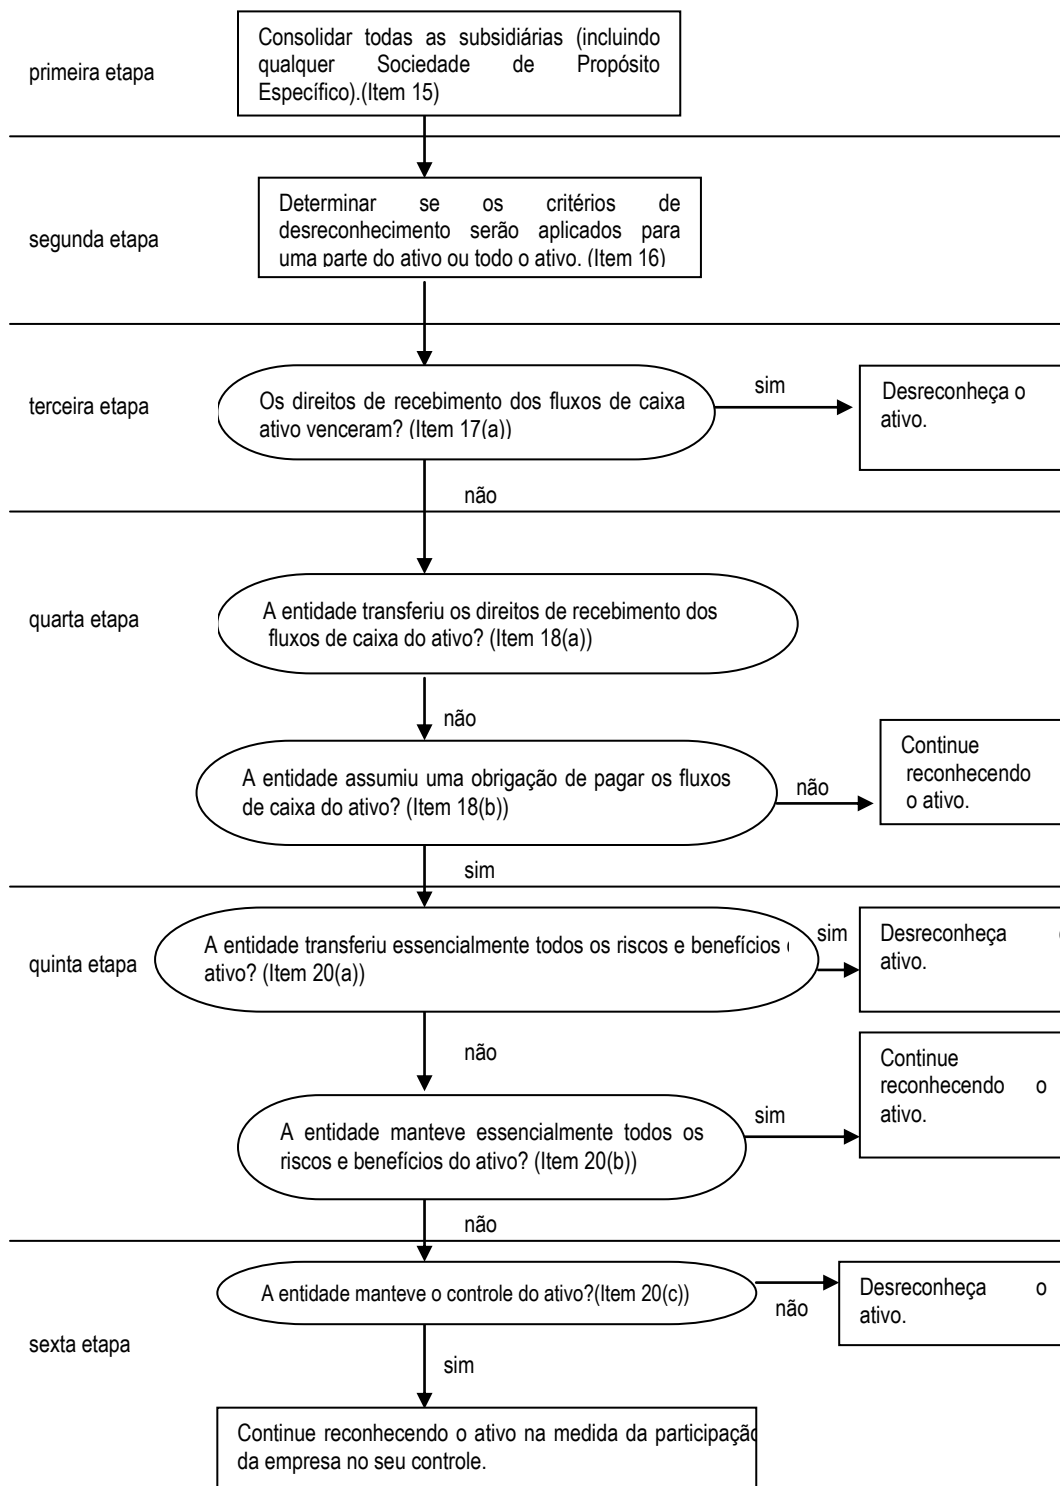 primeira etapa
Consolidar todas as subsidiárias (incluindo
qualquer Sociedade de Propósito
Específico).(Item 15)
segunda etapa
Determinar se os critérios de
desreconhecimento serão aplicados para
uma parte do ativo ou todo o ativo. (Item 16)
terceira etapa
Os direitos de recebimento dos fluxos de caixa
ativo venceram? (Item 17(a))
sim
Desreconheça o
ativo.
não
quarta etapa
A entidade transferiu os direitos de recebimento dos
fluxos de caixa do ativo? (Item 18(a))
não
A entidade assumiu uma obrigação de pagar os fluxos
de caixa do ativo? (Item 18(b))
não
Continue
reconhecendo
o ativo.
sim
quinta etapa
A entidade transferiu essencialmente todos os riscos e benefícios
ativo? (Item 20(a))
sim
Desreconheça
ativo.
não
A entidade manteve essencialmente todos os
riscos e benefícios do ativo? (Item 20(b))
sim
Continue
reconhecendo o
ativo.
não
sexta etapa
A entidade manteve o controle do ativo?(Item 20(c))
não
Desreconheça o
ativo.
sim
Continue reconhecendo o ativo na medida da participação
da empresa no seu controle.